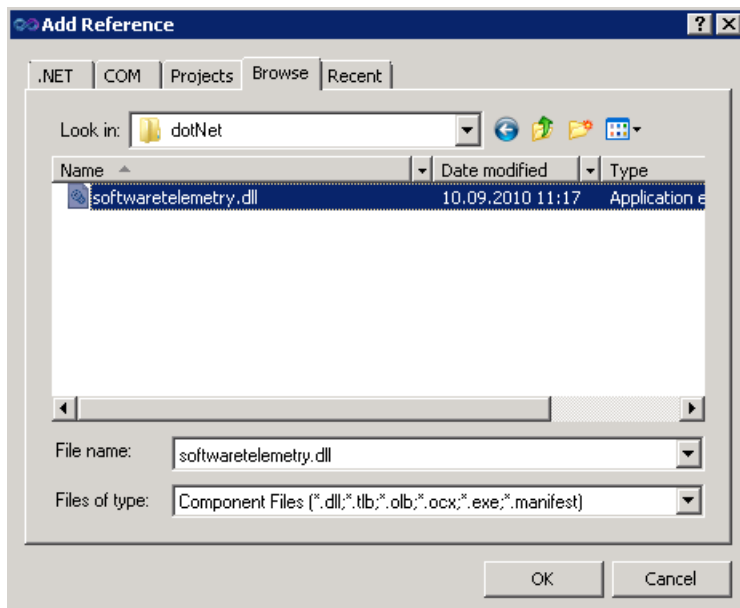 Add Reference
.NET COM Projects Browse Recent
Look in: dotNet
Name Date modified Type
softwaretelemetry.dll 10.09.2010 11:17 Application e
File name: softwaretelemetry.dll
Files of type: Component Files (*.dll;*.tlb;*.olb;*.ocx;*.exe;*.manifest)
OK Cancel